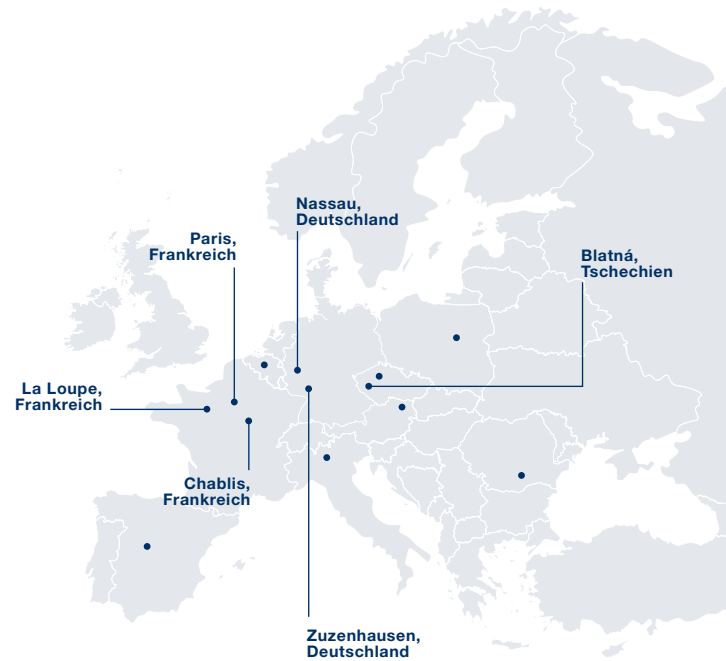 Nassau,
Deutschland
Paris,
Frankreich
Blatná,
Tschechien
La Loupe,
Frankreich
Chablis,
Frankreich
Zuzenhausen,
Deutschland